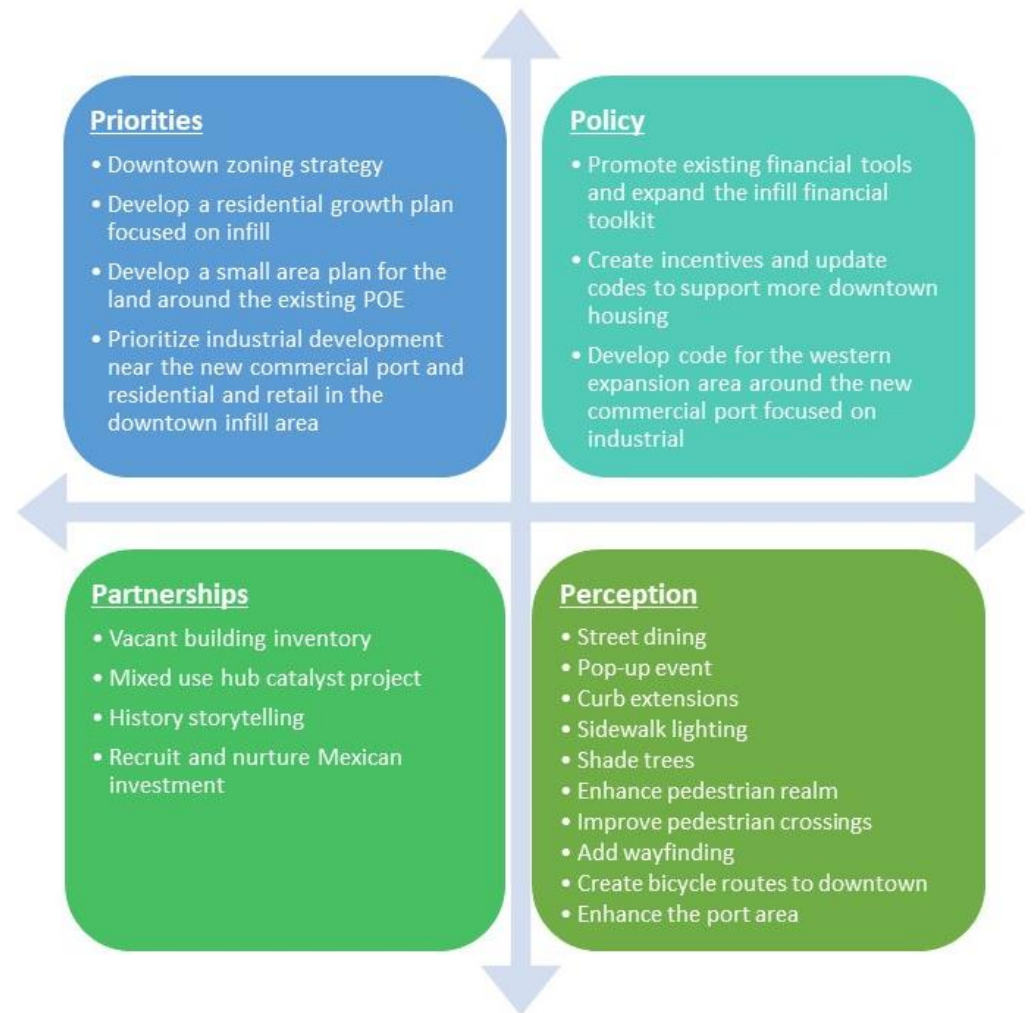 Priorities
• Downtown zoning strategy
• Develop a residential growth plan
focused on infill
• Develop a small area plan for the
land around the existing POE
• Prioritize industrial development
near the new commercial port and
residential and retail in the
downtown infill area
Policy
• Promote existing financial tools
and expand the infill financial
toolkit
• Create incentives and update
codes to support more downtown
housing
• Develop code for the western
expansion area around the new
commercial port focused on
industrial
Partnerships
• Vacant building inventory
• Mixed use hub catalyst project
• History storytelling
• Recruit and nurture Mexican
investment
Perception
• Street dining
• Pop-up event
• Curb extensions
• Sidewalk lighting
• Shade trees
• Enhance pedestrian realm
• Improve pedestrian crossings
• Add wayfinding
• Create bicycle routes to downtown
• Enhance the port area